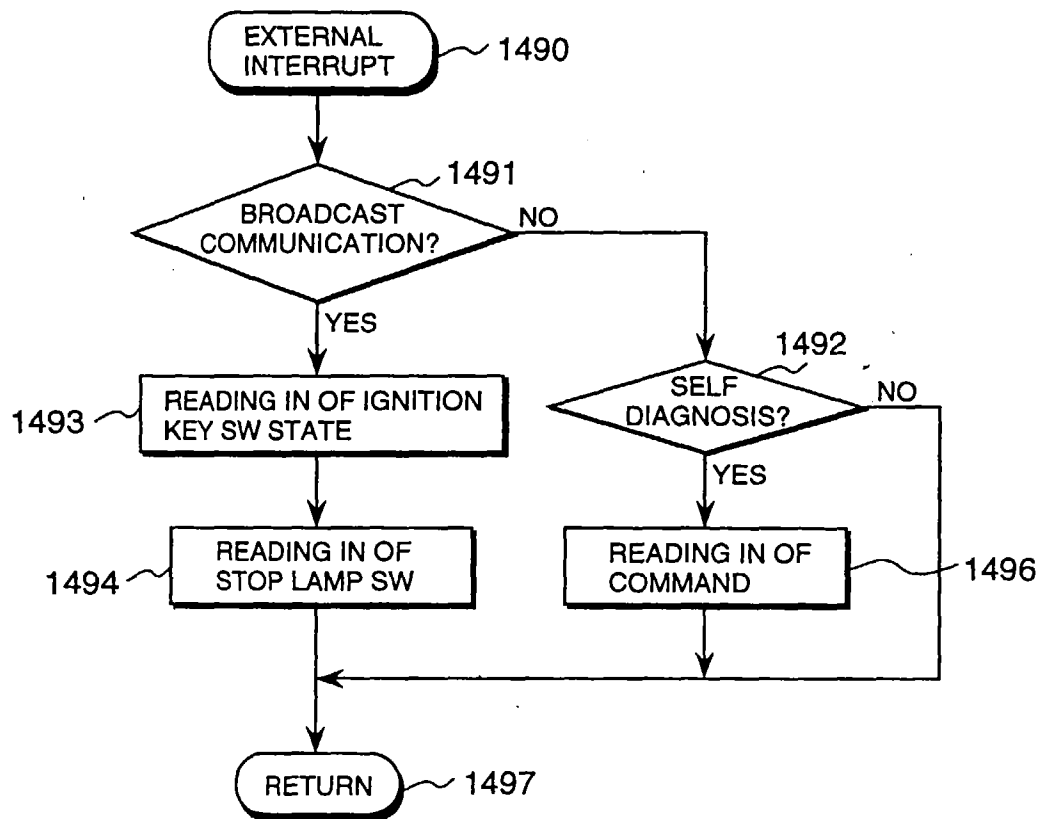 EXTERNAL
INTERRUPT
1490
1491
BROADCAST
COMMUNICATION?
NO
YES
1492
SELF
DIAGNOSIS?
NO
YES
1493
READING IN OF IGNITION
KEY SW STATE
1494
READING IN OF
STOP LAMP SW
READING IN OF
COMMAND
1496
RETURN
1497